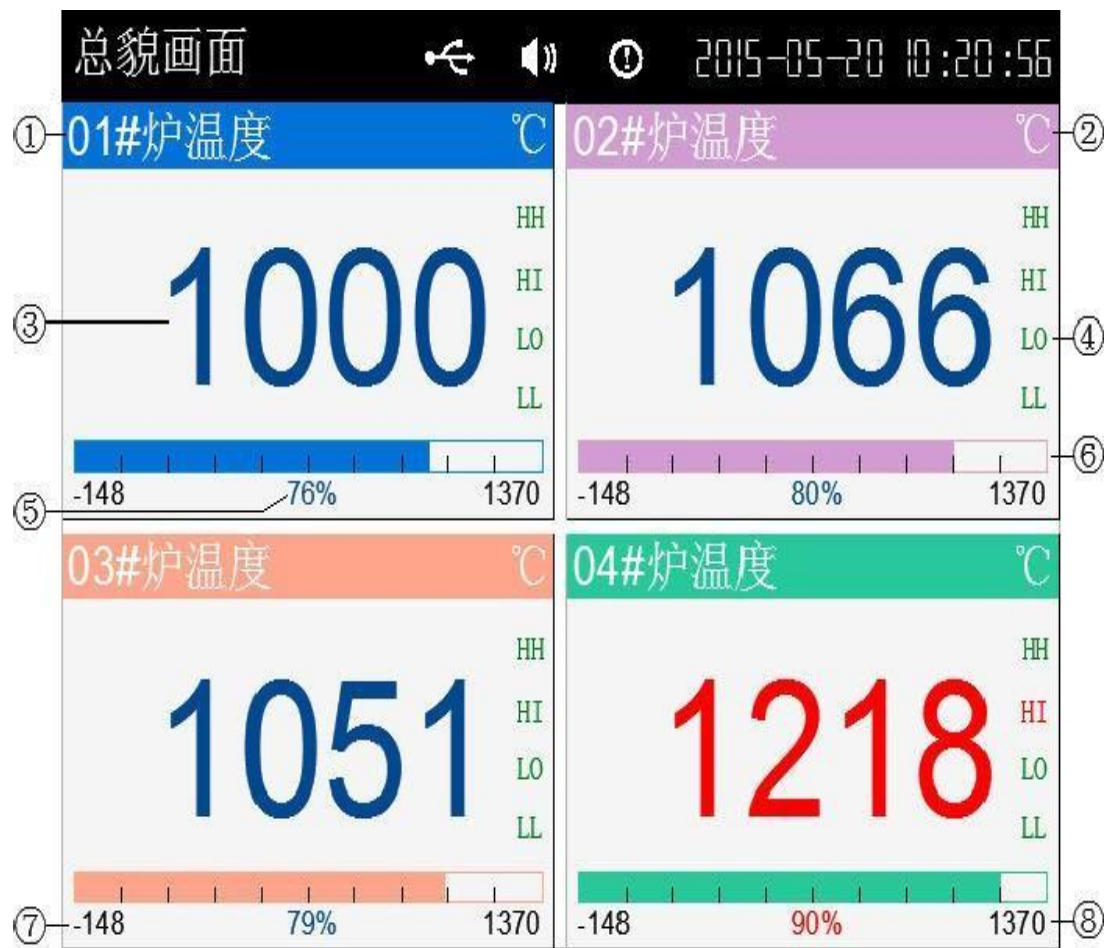 总貌画面 2015-05-20 10:20:56
① 01#炉温度 ℃
02#炉温度 ℃ ②
③ 1000
HH
HI
LO
LL
1066
HH
HI
LO ④
LL
⑤ -148 76% 1370
-148 80% 1370
⑥
03#炉温度 ℃
04#炉温度 ℃
1051
HH
HI
LO
LL
1218
HH
HI
LO
LL
⑦ -148 79% 1370
-148 90% 1370 ⑧